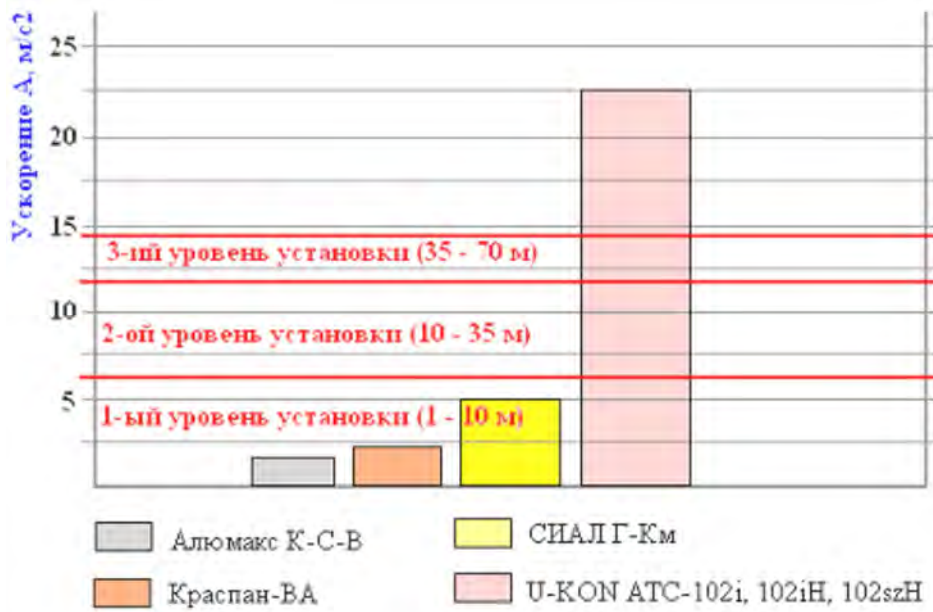 Ускорение А, м/с2
25
20
15
3-ий уровень установки (35 - 70 м)
10
2-ой уровень установки (10 - 35 м)
5
1-ый уровень установки (1 - 10 м)
Алюмакс К-С-В
СИАЛ Г-Км
Краспан-ВА
U-KON АТС-102i, 102iH, 102szH